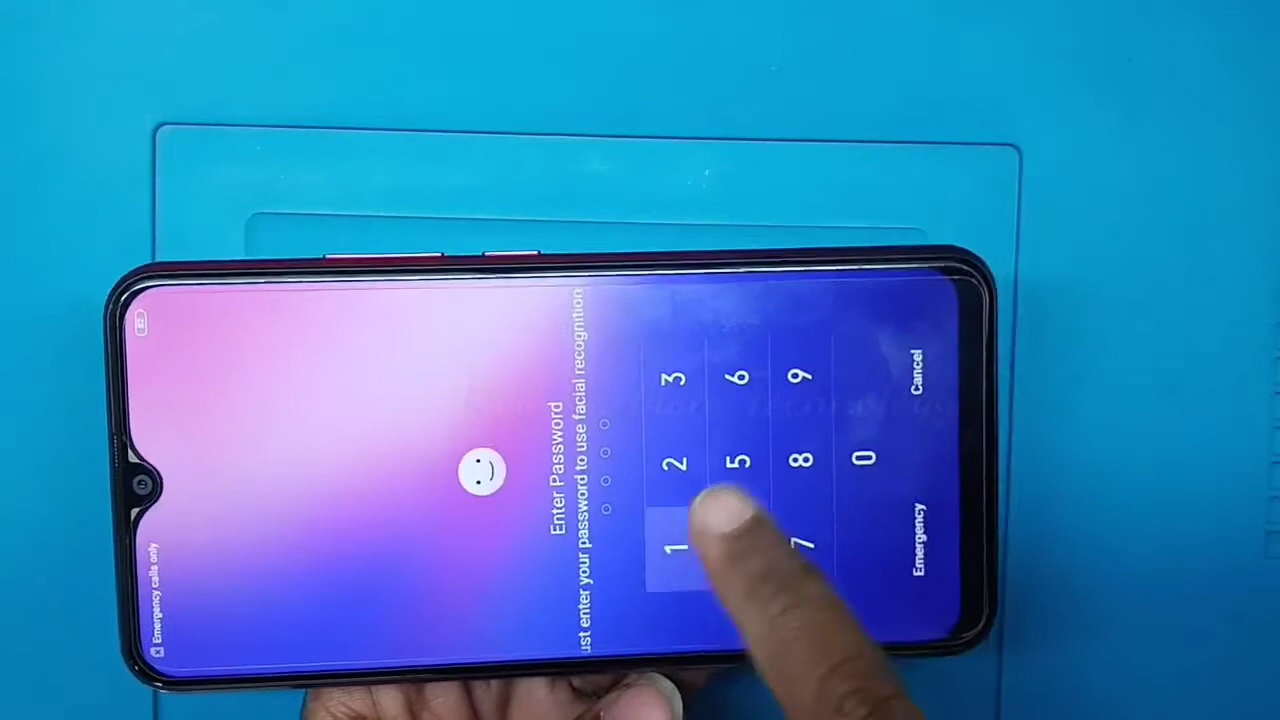 Emergency calls only
Enter Password
ust enter your password to use facial recognition
1 2 3
5 6
7 8 9
0
Emergency Cancel